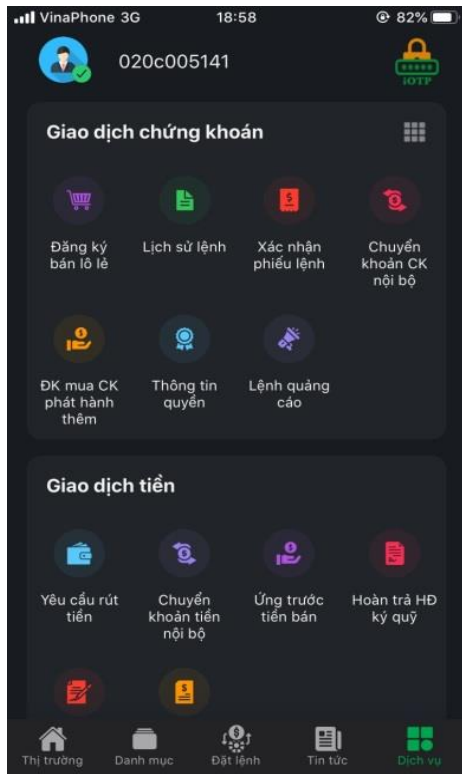 VinaPhone 3G 18:58 82%
020c005141
iOTP
Giao dịch chứng khoán
Đăng ký Lịch sử lệnh Xác nhận Chuyển
bán lô lẻ phiếu lệnh khoản CK
nội bộ
ĐK mua CK Thông tin Lệnh quảng
phát hành quyền cáo
thêm
Giao dịch tiền
Yêu cầu rút Chuyển Ứng trước Hoàn trả HĐ
tiền khoản tiền tiền bán ký quỹ
nội bộ
Thị trường Danh mục Đặt lệnh Tin tức Dịch vụ